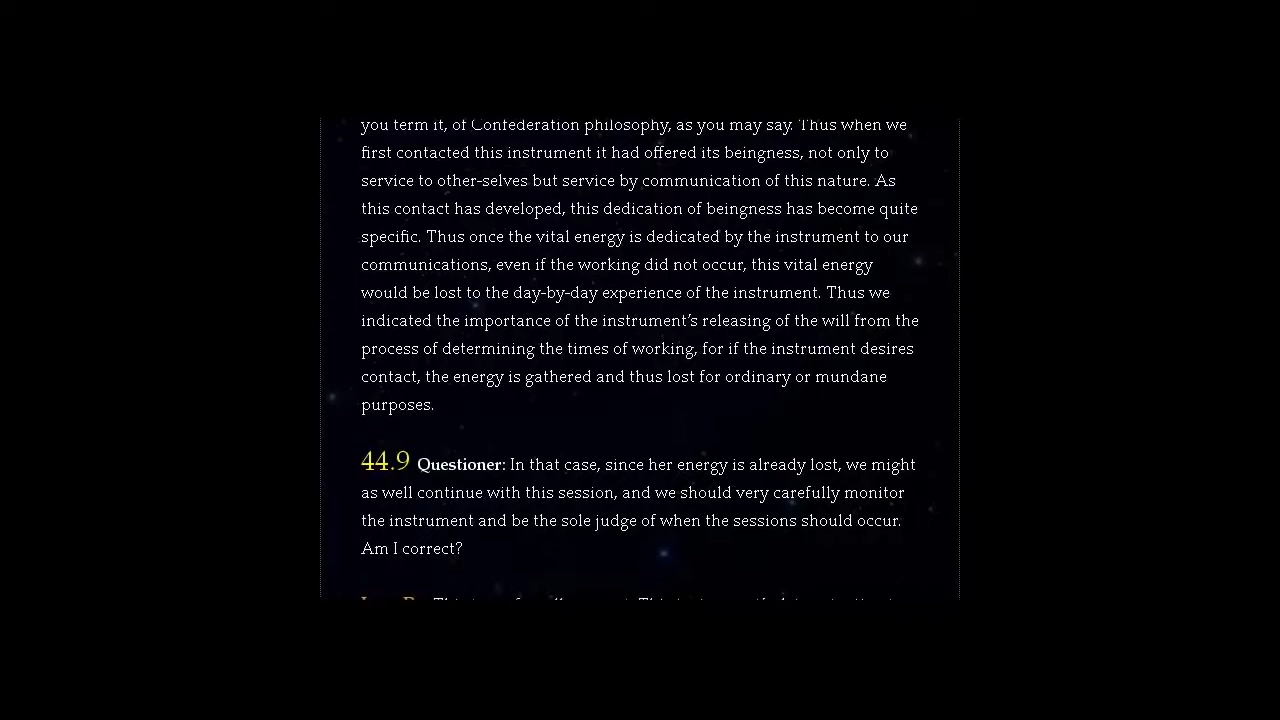 you term it, of Confederation philosophy, as you may say. Thus when we
first contacted this instrument it had offered its beingness, not only to
service to other-selves but service by communication of this nature. As
this contact has developed, this dedication of beingness has become quite
specific. Thus once the vital energy is dedicated by the instrument to our
communications, even if the working did not occur, this vital energy
would be lost to the day-by-day experience of the instrument. Thus we
indicated the importance of the instrument’s releasing of the will from the
process of determining the times of working, for if the instrument desires
contact, the energy is gathered and thus lost for ordinary or mundane
purposes.
44.9 Questioner: In that case, since her energy is already lost, we might
as well continue with this session, and we should very carefully monitor
the instrument and be the sole judge of when the sessions should occur.
Am I correct?